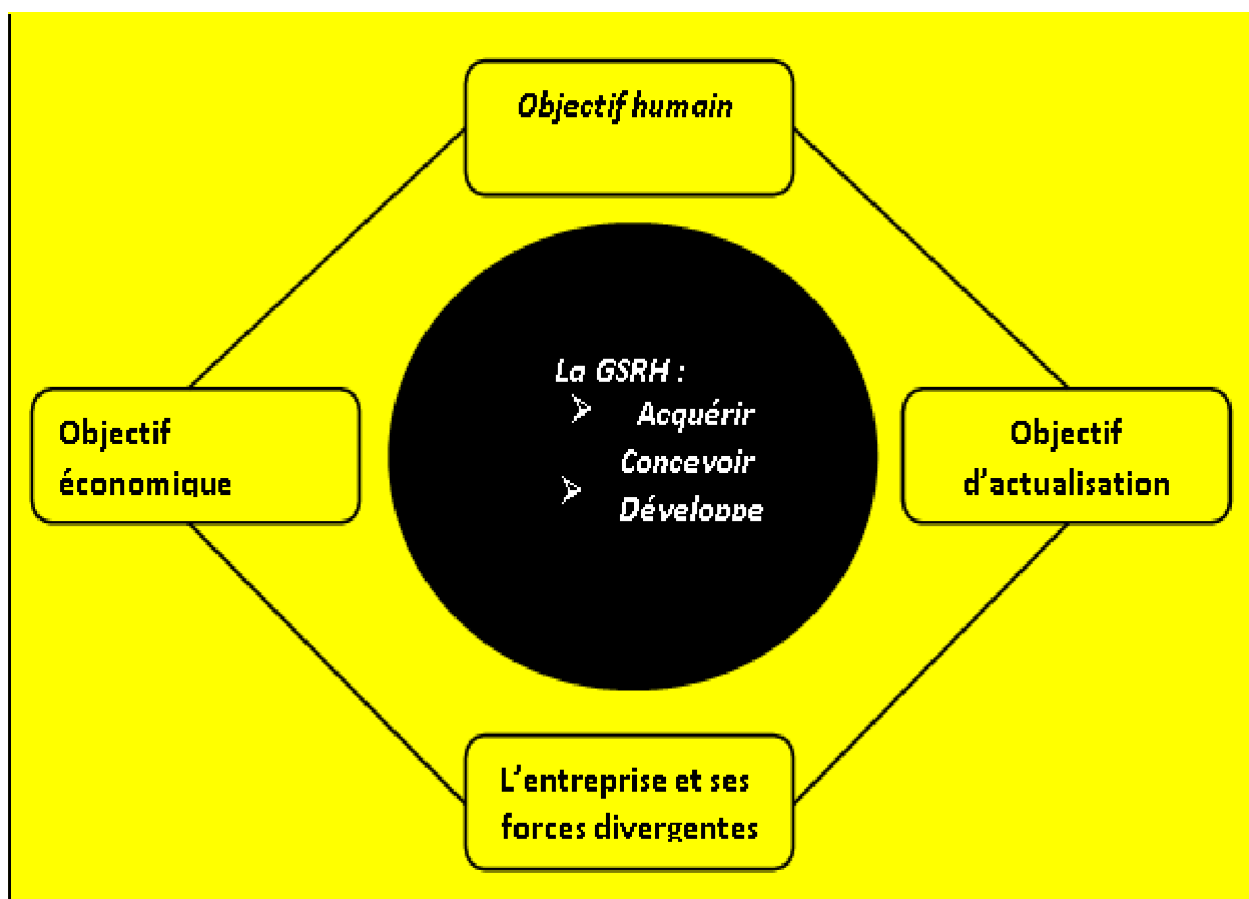 Objectif humain
La GSRH :
➢ Acquérir
Concevoir
➢ Développe
Objectif
économique
Objectif
d'actualisation
L'entreprise et ses
forces divergentes